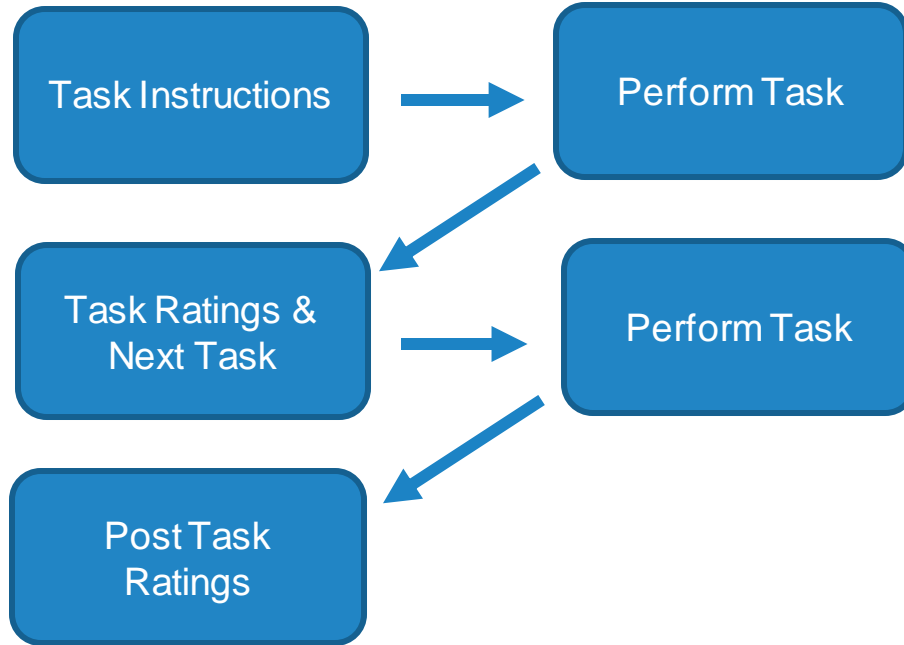 Task Instructions
Perform Task
Task Ratings &
Next Task
Perform Task
Post Task
Ratings